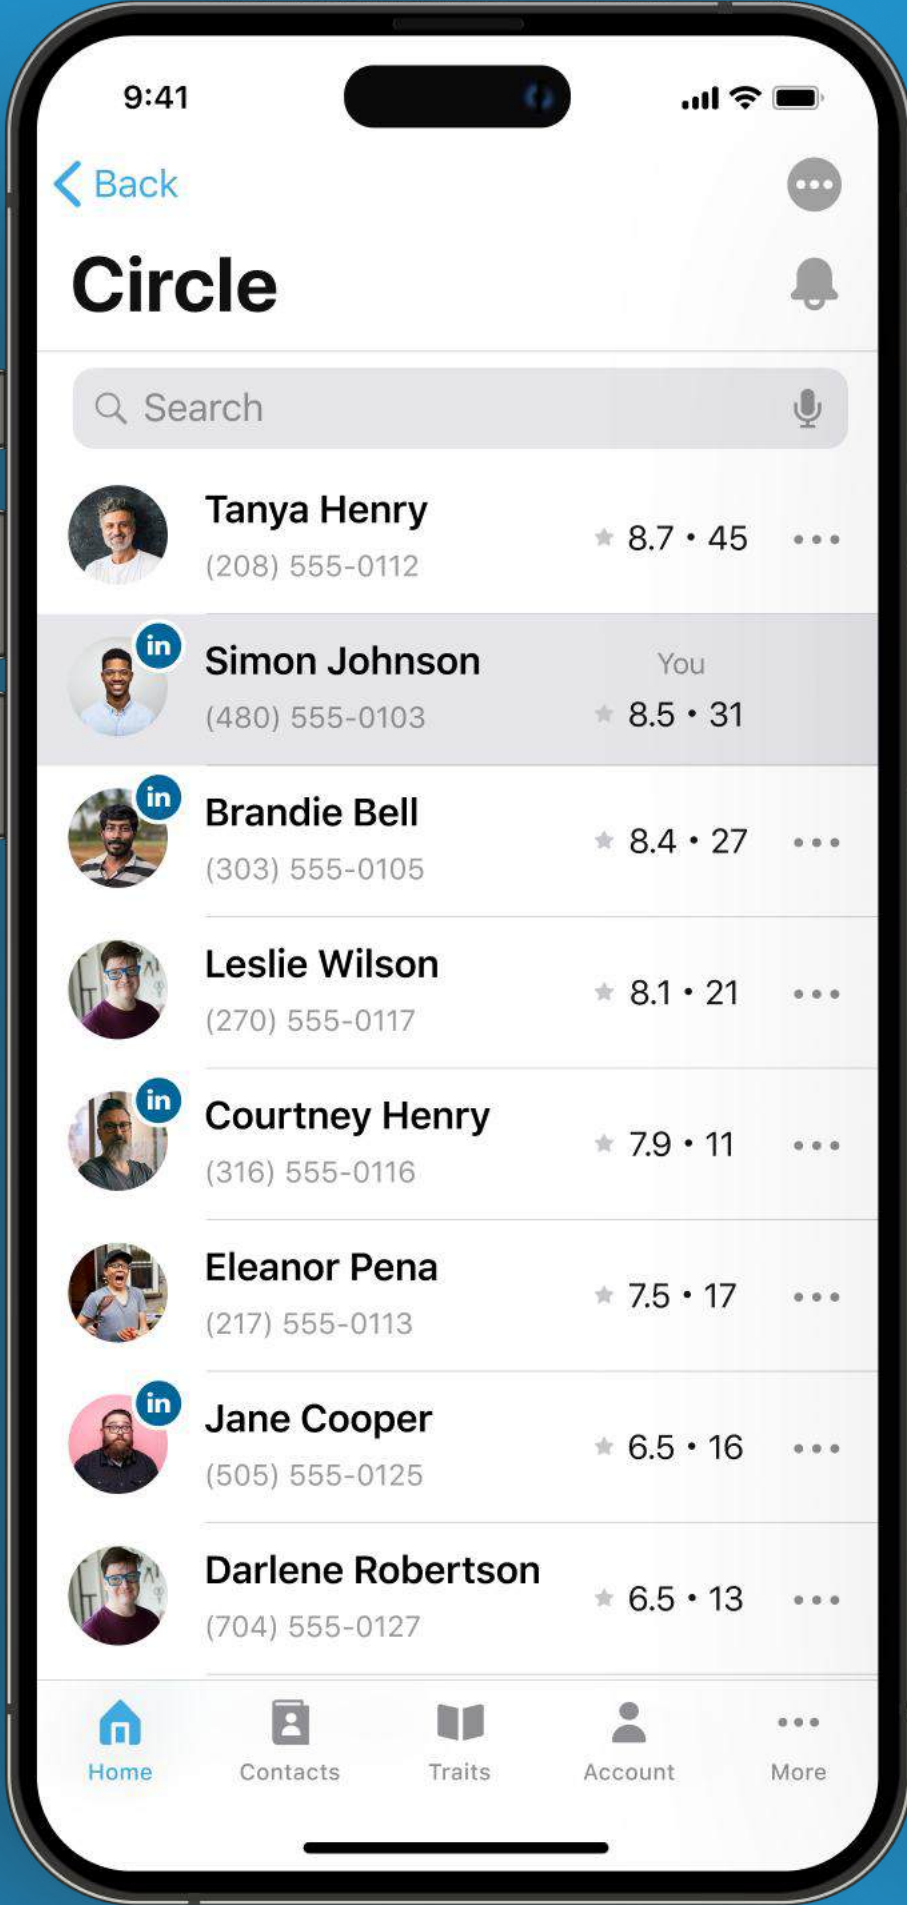 9:41
Back
Circle
Search
Tanya Henry
(208) 555-0112
8.7 • 45
in
Simon Johnson
(480) 555-0103
You
8.5 • 31
in
Brandie Bell
(303) 555-0105
8.4 • 27
Leslie Wilson
(270) 555-0117
8.1 • 21
in
Courtney Henry
(316) 555-0116
7.9 • 11
Eleanor Pena
(217) 555-0113
7.5 • 17
in
Jane Cooper
(505) 555-0125
6.5 • 16
Darlene Robertson
(704) 555-0127
6.5 • 13
Home Contacts Traits Account More